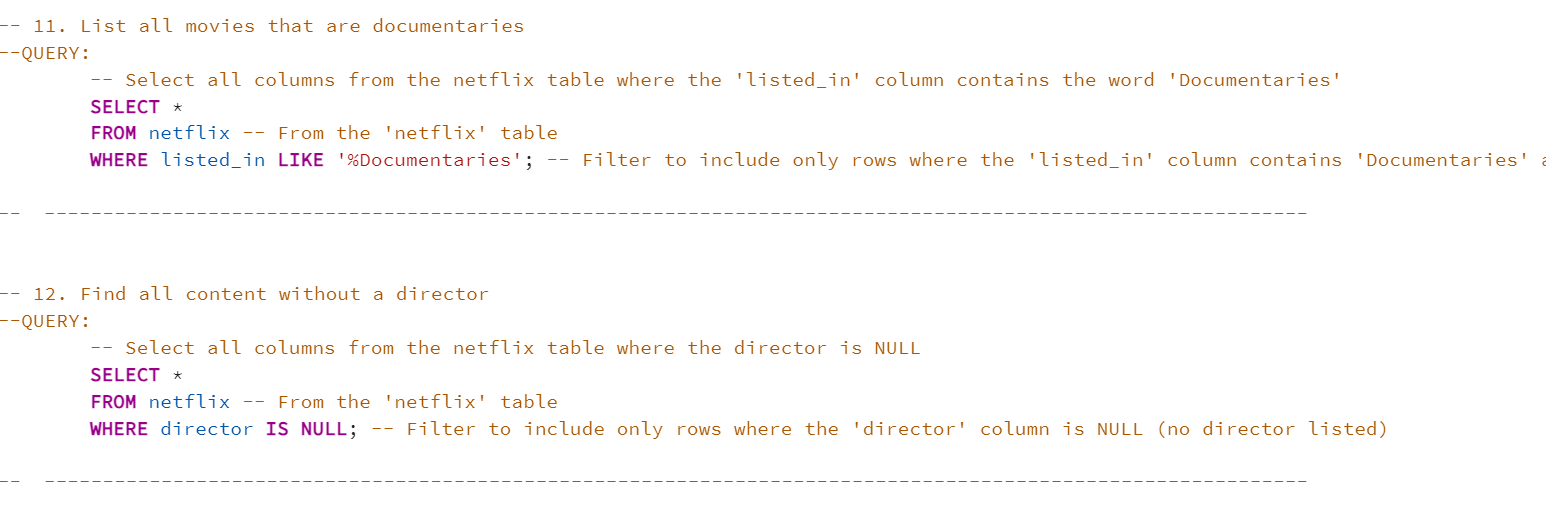 -- 11. List all movies that are documentaries
--QUERY:
-- Select all columns from the netflix table where the 'listed_in' column contains the word 'Documentaries'
SELECT *
FROM netflix -- From the 'netflix' table
WHERE listed_in LIKE '%Documentaries'; -- Filter to include only rows where the 'listed_in' column contains 'Documentaries'
-- ------------------------------------------------------------------------------------------------------------
-- 12. Find all content without a director
--QUERY:
-- Select all columns from the netflix table where the director is NULL
SELECT *
FROM netflix -- From the 'netflix' table
WHERE director IS NULL; -- Filter to include only rows where the 'director' column is NULL (no director listed)
-- ------------------------------------------------------------------------------------------------------------